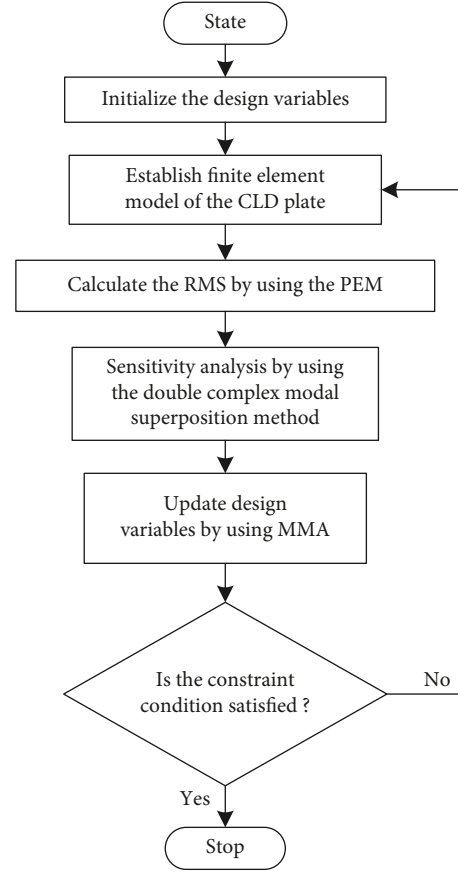 State
Initialize the design variables
Establish finite element
model of the CLD plate
Calculate the RMS by using the PEM
Sensitivity analysis by using
the double complex modal
superposition method
Update design
variables by using MMA
Is the constraint
condition satisfied ?
No
Yes
Stop